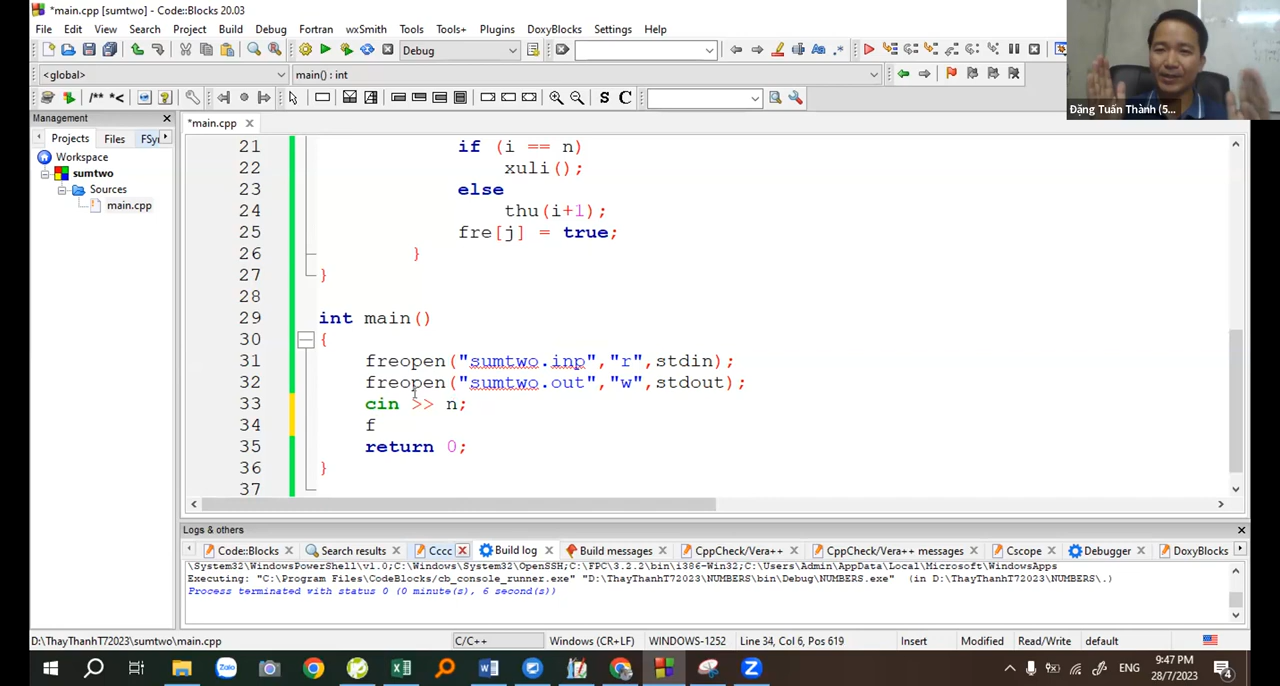 *main.cpp [sumtwo] - Code::Blocks 20.03
File Edit View Search Project Build Debug Fortran wxSmith Tools Tools+ Plugins DoxyBlocks Settings Help
Debug
<global> main() : int
/** *< S C
Management
Projects Files FSy
Workspace
sumtwo
Sources
main.cpp
*main.cpp
21 if (i == n)
22 xuli();
23 else
24 thu(i+1);
25 fre[j] = true;
26 }
27 }
28
29 int main()
30 {
31 freopen("sumtwo.inp","r",stdin);
32 freopen("sumtwo.out","w",stdout);
33 cin >> n;
34 f
35 return 0;
36 }
37
Đặng Tuấn Thành (5...
Logs & others
Code::Blocks Search results Cccc Build log Build messages CppCheck/Vera++ CppCheck/Vera++ messages Cscope Debugger DoxyBlocks
\System32\WindowsPowerShell\v1.0;C:\Windows\System32\OpenSSH;C:\FPC\3.2.2\bin\i386-Win32;C:\Users\Admin\AppData\Local\Microsoft\WindowsApps
Executing: "C:\Program Files\CodeBlocks/cb_console_runner.exe" "D:\ThayThanhT72023\NUMBERS\bin\Debug\NUMBERS.exe" (in D:\ThayThanhT72023\NUMBERS\.)
Process terminated with status 0 (0 minute(s), 6 second(s))
D:\ThayThanhT72023\sumtwo\main.cpp C/C++ Windows (CR+LF) WINDOWS-1252 Line 34, Col 6, Pos 619 Insert Modified Read/Write default
Zalo
ENG
9:47 PM
28/7/2023
4